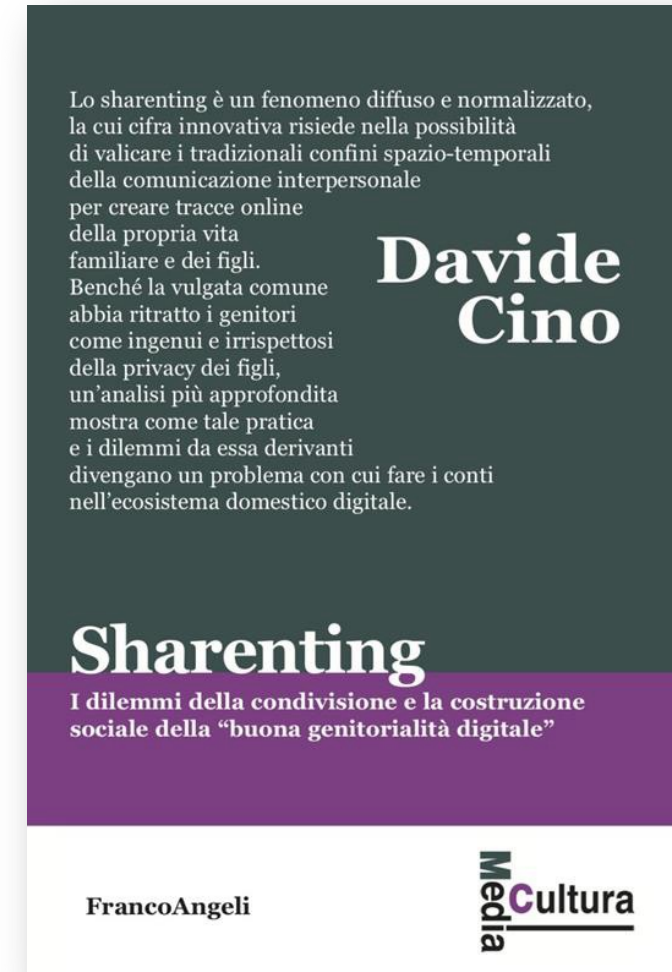 Lo sharenting è un fenomeno diffuso e normalizzato,
la cui cifra innovativa risiede nella possibilità
di valicare i tradizionali confini spazio-temporali
della comunicazione interpersonale
per creare tracce online
della propria vita
familiare e dei figli.
Benché la vulgata comune
abbia ritratto i genitori
come ingenui e irrispettosi
della privacy dei figli,
un’analisi più approfondita
mostra come tale pratica
e i dilemmi da essa derivanti
divengano un problema con cui fare i conti
nell’ecosistema domestico digitale.
Davide
Cino
Sharenting
I dilemmi della condivisione e la costruzione
sociale della “buona genitorialità digitale”
FrancoAngeli
Media
Cultura